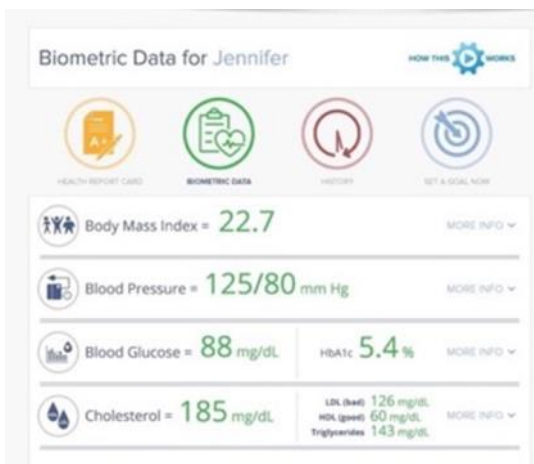 Biometric Data for Jennifer
HOW THIS WORKS
A+
HEALTH REPORT CARD
BIOMETRIC DATA
HISTORY
SET A GOAL NOW
Body Mass Index = 22.7
MORE INFO
Blood Pressure = 125/80 mm Hg
MORE INFO
Blood Glucose = 88 mg/dL
HbA1c 5.4 %
MORE INFO
Cholesterol = 185 mg/dL
LDL (bad) 126 mg/dL
HDL (good) 60 mg/dL
Triglycerides 143 mg/dL
MORE INFO